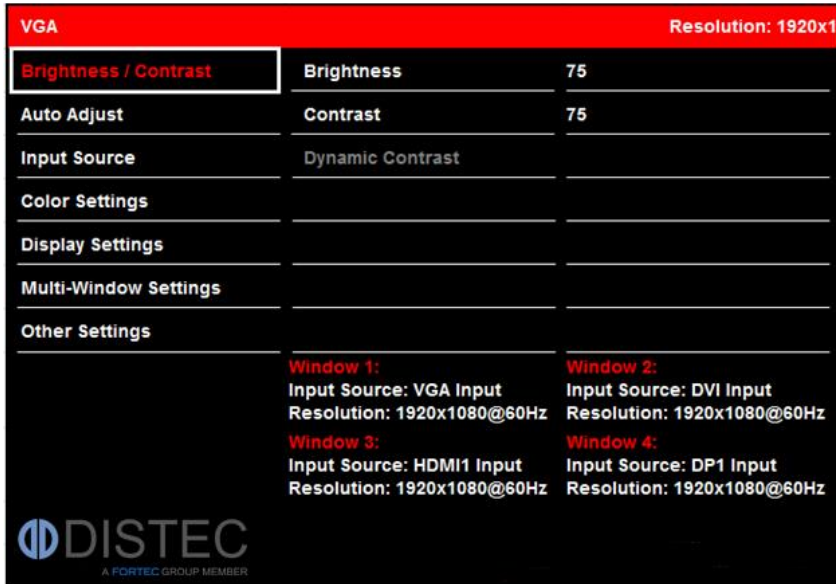 VGA Resolution: 1920x1
Brightness / Contrast Brightness 75
Auto Adjust Contrast 75
Input Source Dynamic Contrast
Color Settings
Display Settings
Multi-Window Settings
Other Settings
Window 1: Window 2:
Input Source: VGA Input Input Source: DVI Input
Resolution: 1920x1080@60Hz Resolution: 1920x1080@60Hz
Window 3: Window 4:
Input Source: HDMI1 Input Input Source: DP1 Input
Resolution: 1920x1080@60Hz Resolution: 1920x1080@60Hz
DISTEC
A FORTEC GROUP MEMBER